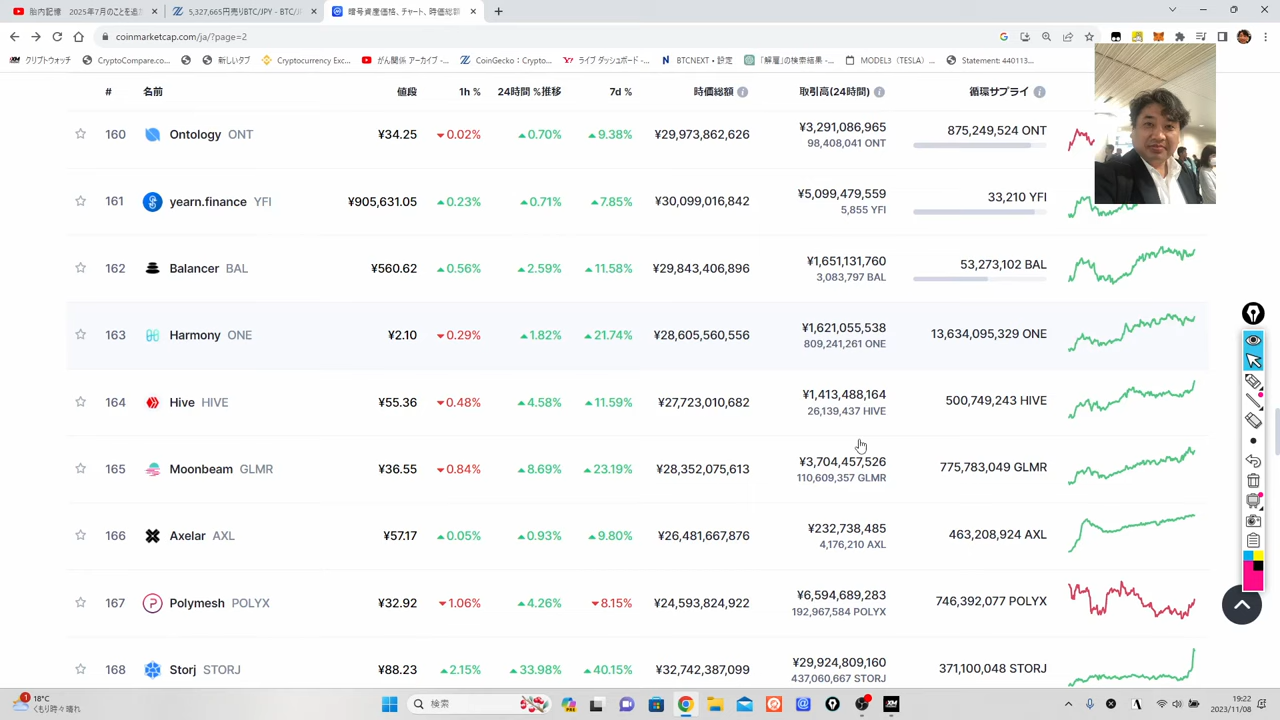 胎内記憶 2025年7月のことを追
5,327,665円売りBTC/JPY - BTC/J
暗号資産価格、チャート、時価総額
coinmarketcap.com/ja/?page=2
クリプトウォッチ
CryptoCompare.co...
新しいタブ
Cryptocurrency Exc...
がん関係 アーカイブ –...
CoinGecko : Crypto...
ライブ ダッシュボード –...
BTCNEXT • 設定
「解雇」の検索結果 –...
MODEL3（TESLA）...
Statement: 440113...
# 名前 値段 1h % 24時間 %推移 7d % 時価総額 取引高(24時間) 循環サプライ
160 Ontology ONT ¥34.25 0.02% 0.70% 9.38% ¥29,973,862,626 ¥3,291,086,965 875,249,524 ONT
98,408,041 ONT
161 yearn.finance YFI ¥905,631.05 0.23% 0.71% 7.85% ¥30,099,016,842 ¥5,099,479,559 33,210 YFI
5,855 YFI
162 Balancer BAL ¥560.62 0.56% 2.59% 11.58% ¥29,843,406,896 ¥1,651,131,760 53,273,102 BAL
3,083,797 BAL
163 Harmony ONE ¥2.10 0.29% 1.82% 21.74% ¥28,605,560,556 ¥1,621,055,538 13,634,095,329 ONE
809,241,261 ONE
164 Hive HIVE ¥55.36 0.48% 4.58% 11.59% ¥27,723,010,682 ¥1,413,488,164 500,749,243 HIVE
26,139,437 HIVE
165 Moonbeam GLMR ¥36.55 0.84% 8.69% 23.19% ¥28,352,075,613 ¥3,704,457,526 775,783,049 GLMR
110,609,357 GLMR
166 Axelar AXL ¥57.17 0.05% 0.93% 9.80% ¥26,481,667,876 ¥232,738,485 463,208,924 AXL
4,176,210 AXL
167 Polymesh POLYX ¥32.92 1.06% 4.26% 8.15% ¥24,593,824,922 ¥6,594,689,283 746,392,077 POLYX
192,967,584 POLYX
168 Storj STORJ ¥88.23 2.15% 33.98% 40.15% ¥32,742,387,099 ¥29,924,809,160 371,100,048 STORJ
437,060,667 STORJ
1
18°C
くもり時々晴れ
検索
A
19:22
2023/11/08